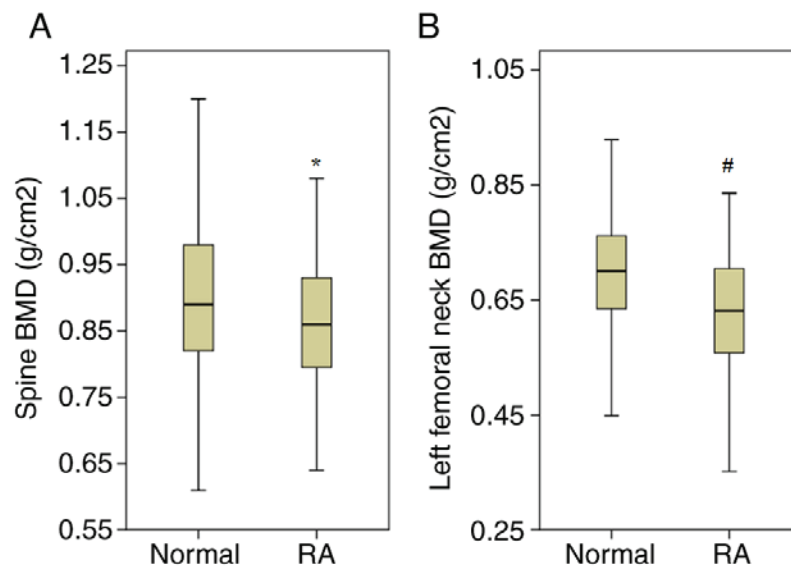 A
Spine BMD (g/cm2)
1.25
1.15
1.05
0.95
0.85
0.75
0.65
0.55
*
Normal RA
B
Left femoral neck BMD (g/cm2)
1.05
0.85
0.65
0.45
0.25
#
Normal RA